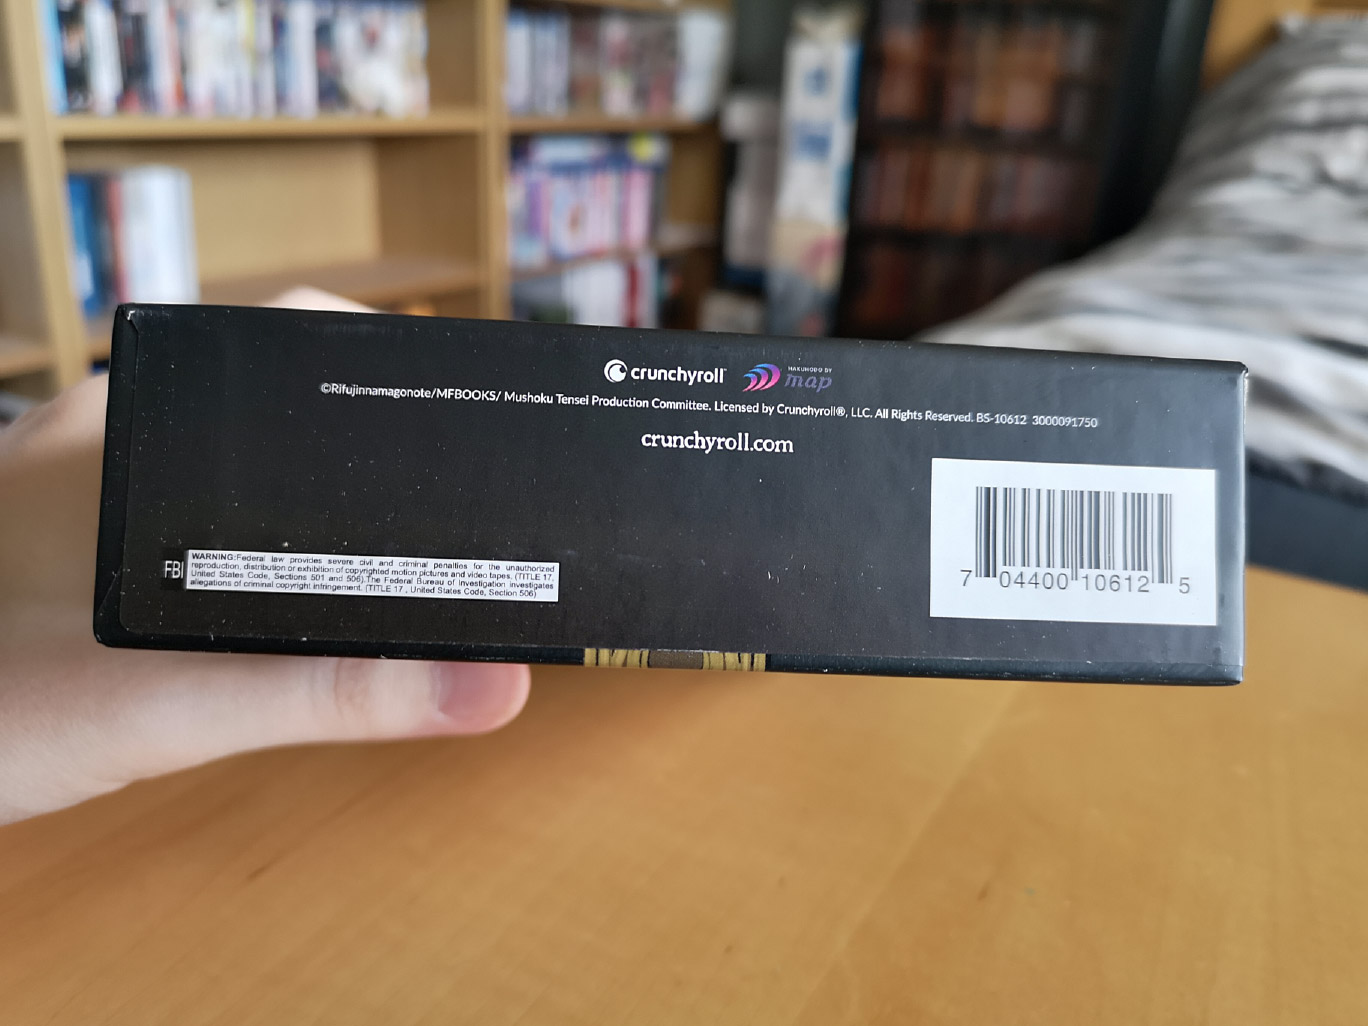 crunchyroll HAKUHODO DY map
©Rifujinnamagonote/MFBOOKS/ Mushoku Tensei Production Committee. Licensed by Crunchyroll®, LLC. All Rights Reserved. BS-10612 3000091750
crunchyroll.com
FBI
WARNING:Federal law provides severe civil and criminal penalties for the unauthorized
reproduction, distribution or exhibition of copyrighted motion pictures and video tapes. (TITLE 17,
United States Code, Sections 501 and 506).The Federal Bureau of Investigation investigates
allegations of criminal copyright infringement. (TITLE 17 , United States Code, Section 506)
7 04400 10612 5